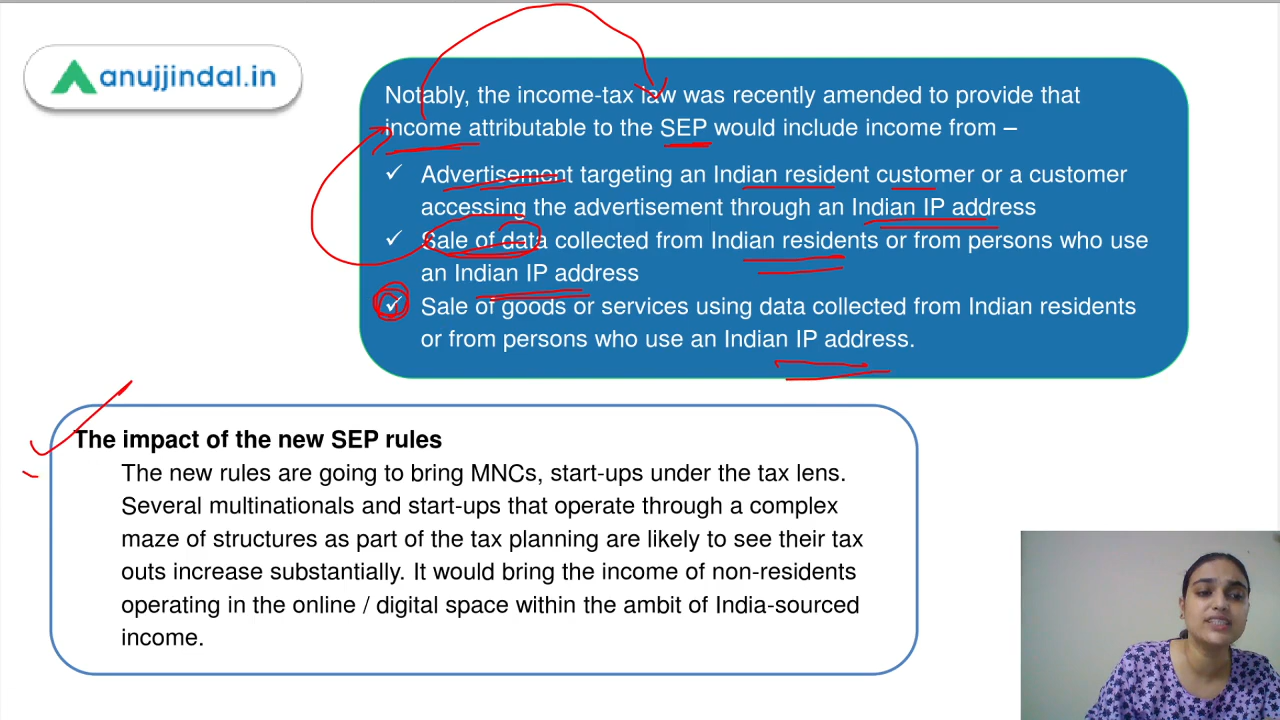 anujjindal.in
Notably, the income-tax law was recently amended to provide that
income attributable to the SEP would include income from –
✓ Advertisement targeting an Indian resident customer or a customer
accessing the advertisement through an Indian IP address
✓ Sale of data collected from Indian residents or from persons who use
an Indian IP address
✓ Sale of goods or services using data collected from Indian residents
or from persons who use an Indian IP address.
The impact of the new SEP rules
The new rules are going to bring MNCs, start-ups under the tax lens.
Several multinationals and start-ups that operate through a complex
maze of structures as part of the tax planning are likely to see their tax
outs increase substantially. It would bring the income of non-residents
operating in the online / digital space within the ambit of India-sourced
income.